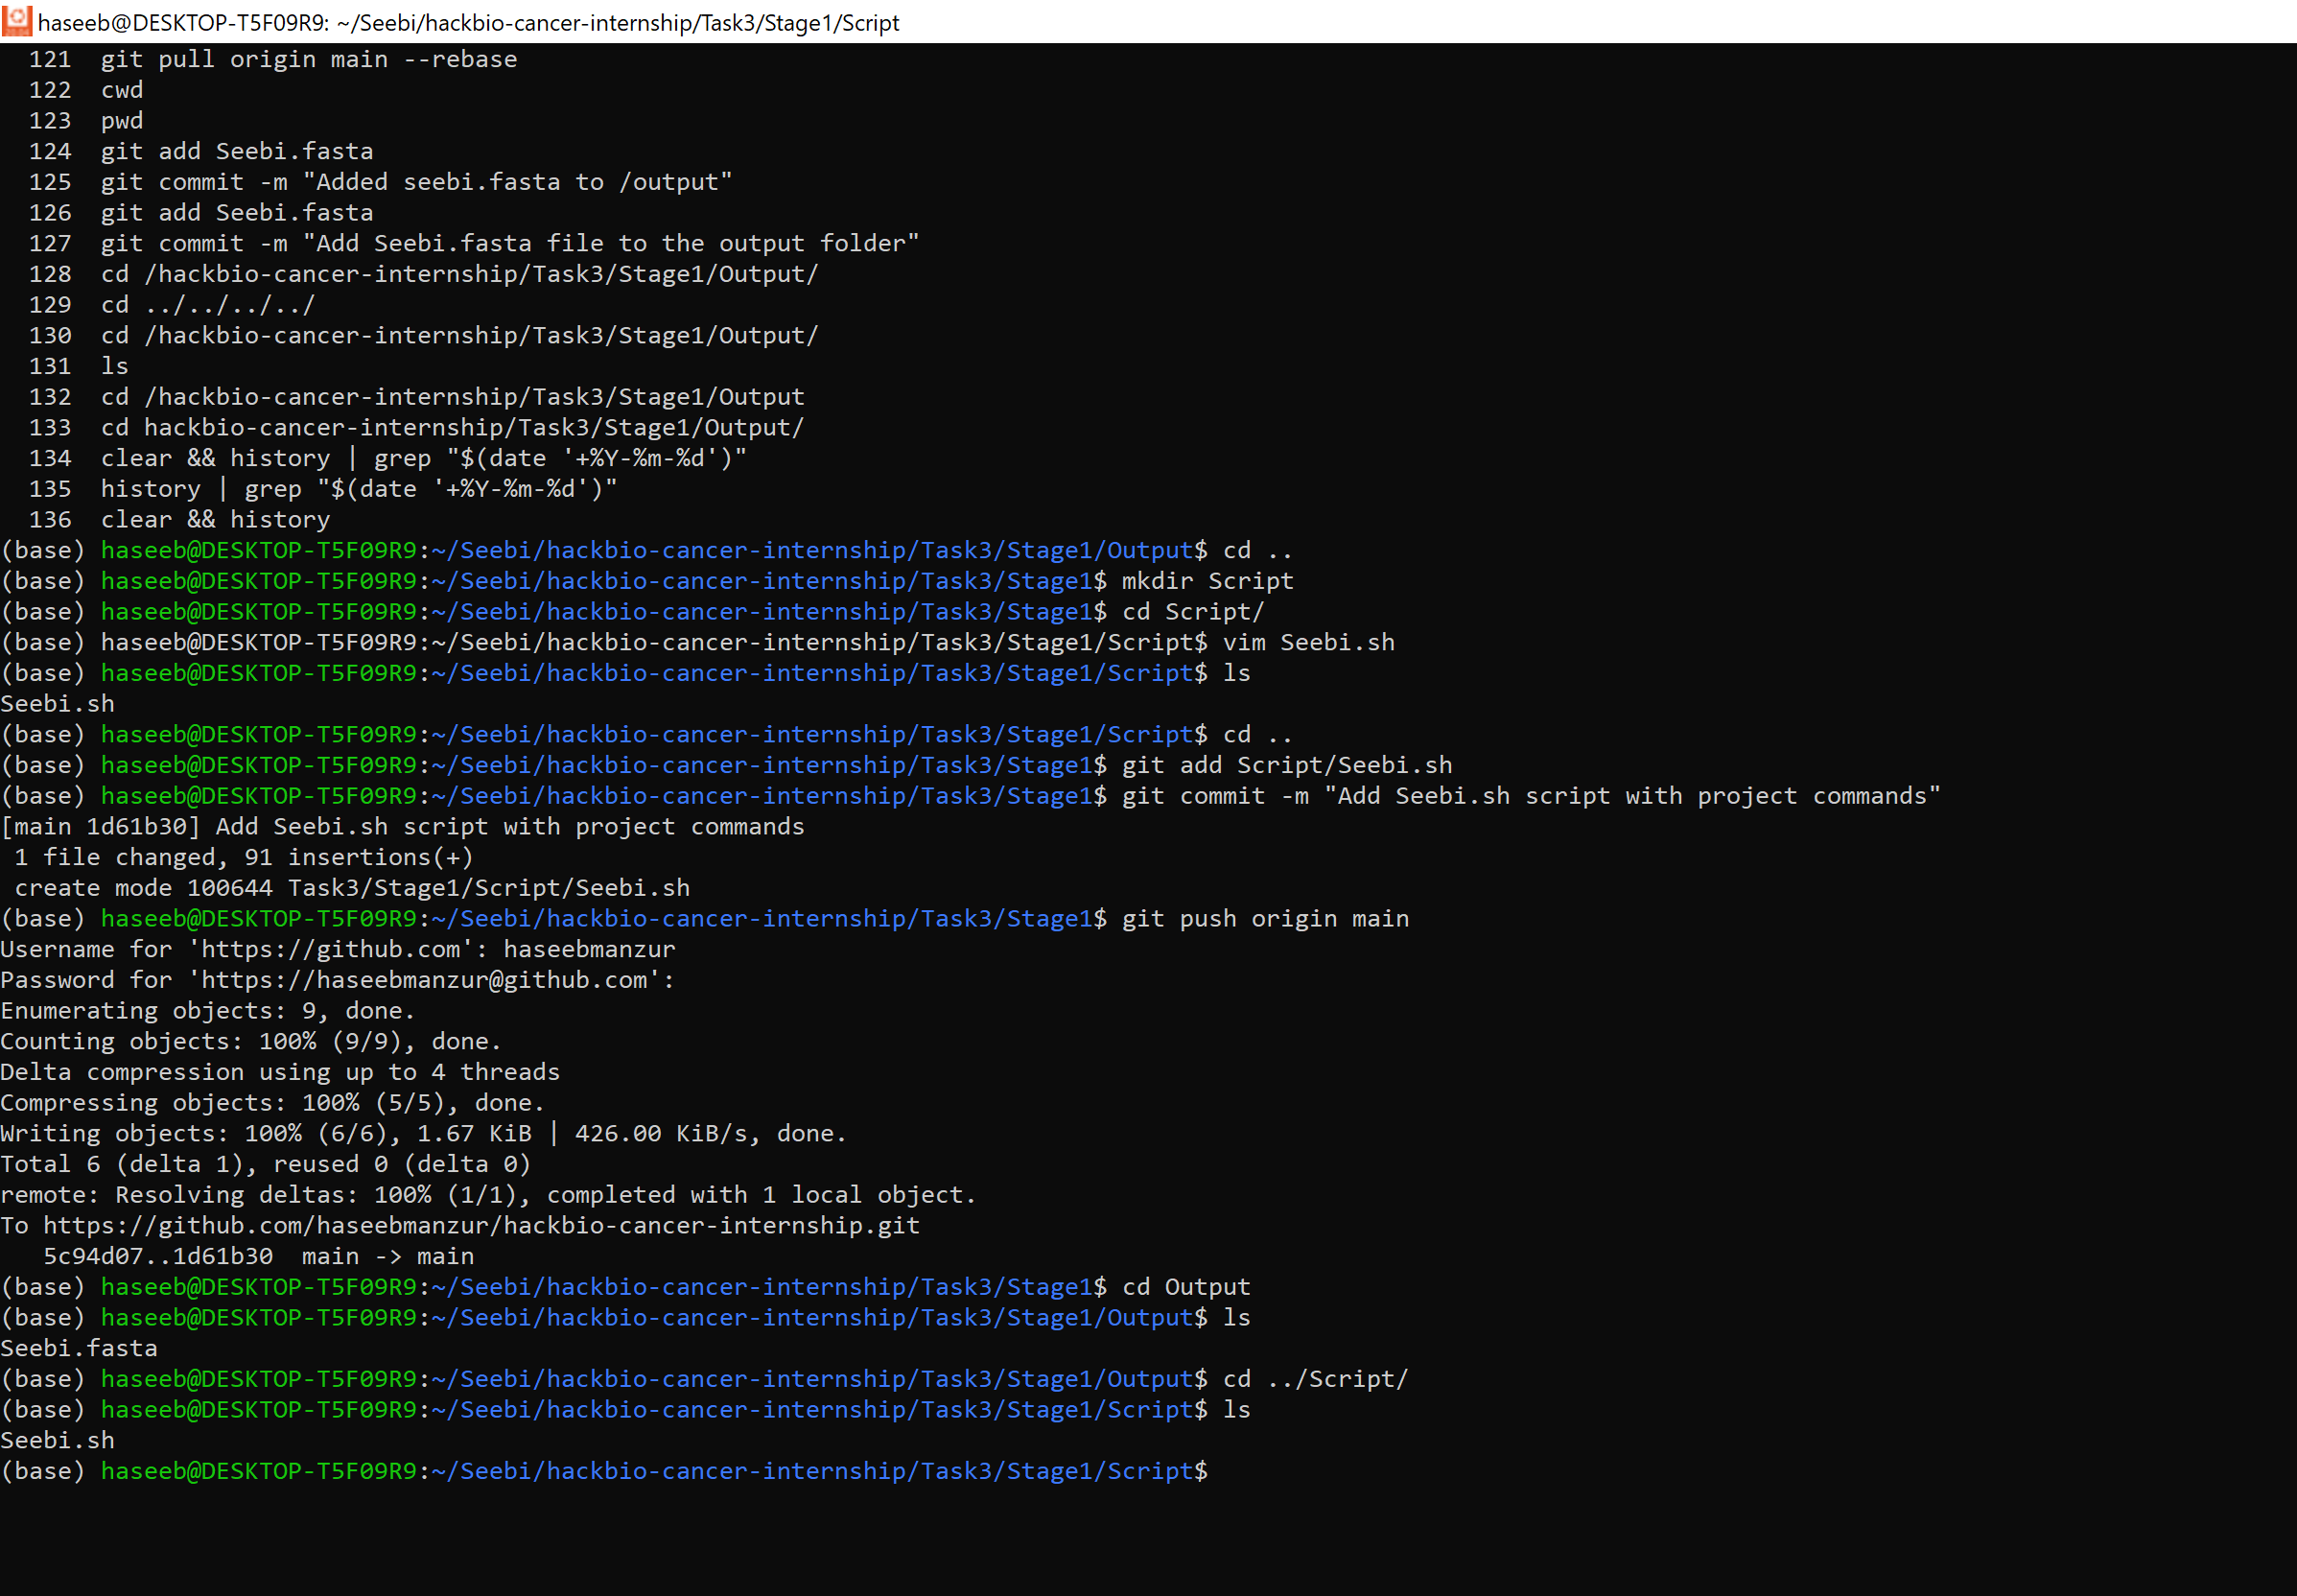 haseeb@DESKTOP-T5F09R9: ~/Seebi/hackbio-cancer-internship/Task3/Stage1/Script
121  git pull origin main --rebase
122  cwd
123  pwd
124  git add Seebi.fasta
125  git commit -m "Added seebi.fasta to /output"
126  git add Seebi.fasta
127  git commit -m "Add Seebi.fasta file to the output folder"
128  cd /hackbio-cancer-internship/Task3/Stage1/Output/
129  cd ../../../../
130  cd /hackbio-cancer-internship/Task3/Stage1/Output/
131  ls
132  cd /hackbio-cancer-internship/Task3/Stage1/Output
133  cd hackbio-cancer-internship/Task3/Stage1/Output/
134  clear && history | grep "$(date '+%Y-%m-%d')"
135  history | grep "$(date '+%Y-%m-%d')"
136  clear && history
(base) haseeb@DESKTOP-T5F09R9:~/Seebi/hackbio-cancer-internship/Task3/Stage1/Output$ cd ..
(base) haseeb@DESKTOP-T5F09R9:~/Seebi/hackbio-cancer-internship/Task3/Stage1$ mkdir Script
(base) haseeb@DESKTOP-T5F09R9:~/Seebi/hackbio-cancer-internship/Task3/Stage1$ cd Script/
(base) haseeb@DESKTOP-T5F09R9:~/Seebi/hackbio-cancer-internship/Task3/Stage1/Script$ vim Seebi.sh
(base) haseeb@DESKTOP-T5F09R9:~/Seebi/hackbio-cancer-internship/Task3/Stage1/Script$ ls
Seebi.sh
(base) haseeb@DESKTOP-T5F09R9:~/Seebi/hackbio-cancer-internship/Task3/Stage1/Script$ cd ..
(base) haseeb@DESKTOP-T5F09R9:~/Seebi/hackbio-cancer-internship/Task3/Stage1$ git add Script/Seebi.sh
(base) haseeb@DESKTOP-T5F09R9:~/Seebi/hackbio-cancer-internship/Task3/Stage1$ git commit -m "Add Seebi.sh script with project commands"
[main 1d61b30] Add Seebi.sh script with project commands
1 file changed, 91 insertions(+)
create mode 100644 Task3/Stage1/Script/Seebi.sh
(base) haseeb@DESKTOP-T5F09R9:~/Seebi/hackbio-cancer-internship/Task3/Stage1$ git push origin main
Username for 'https://github.com': haseebmanzur
Password for 'https://haseebmanzur@github.com':
Enumerating objects: 9, done.
Counting objects: 100% (9/9), done.
Delta compression using up to 4 threads
Compressing objects: 100% (5/5), done.
Writing objects: 100% (6/6), 1.67 KiB | 426.00 KiB/s, done.
Total 6 (delta 1), reused 0 (delta 0)
remote: Resolving deltas: 100% (1/1), completed with 1 local object.
To https://github.com/haseebmanzur/hackbio-cancer-internship.git
5c94d07..1d61b30  main -> main
(base) haseeb@DESKTOP-T5F09R9:~/Seebi/hackbio-cancer-internship/Task3/Stage1$ cd Output
(base) haseeb@DESKTOP-T5F09R9:~/Seebi/hackbio-cancer-internship/Task3/Stage1/Output$ ls
Seebi.fasta
(base) haseeb@DESKTOP-T5F09R9:~/Seebi/hackbio-cancer-internship/Task3/Stage1/Output$ cd ../Script/
(base) haseeb@DESKTOP-T5F09R9:~/Seebi/hackbio-cancer-internship/Task3/Stage1/Script$ ls
Seebi.sh
(base) haseeb@DESKTOP-T5F09R9:~/Seebi/hackbio-cancer-internship/Task3/Stage1/Script$